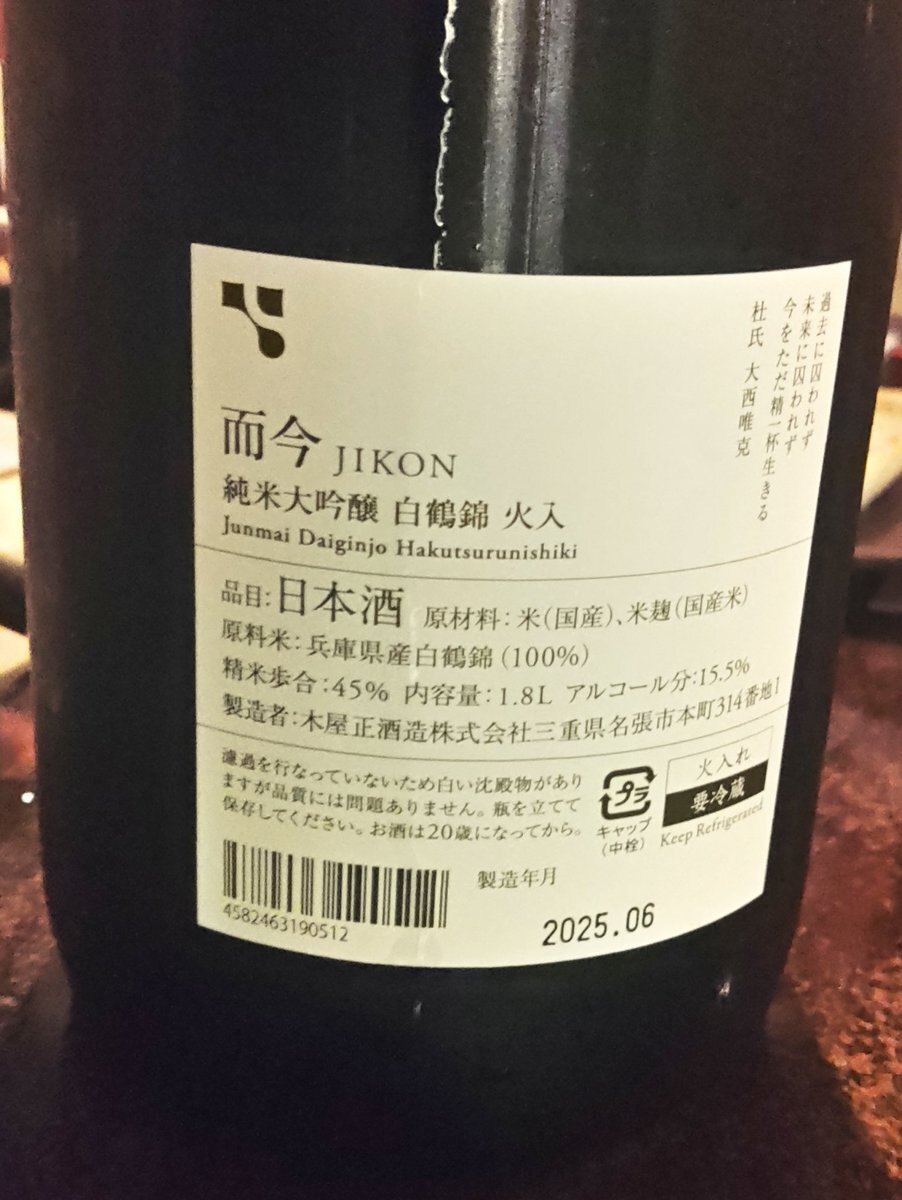 過去に囚われず
未来に囚われず
今をただ精一杯生きる
杜氏 大西唯克
而今 JIKON
純米大吟醸 白鶴錦 火入
Junmai Daiginjo Hakutsurunishiki
品目:日本酒 原材料:米(国産)、米麹(国産米)
原料米:兵庫県産白鶴錦(100%)
精米歩合:45% 内容量:1.8L アルコール分:15.5%
製造者:木屋正酒造株式会社三重県名張市本町314番地1
濾過を行なっていないため白い沈殿物があり
ますが品質には問題ありません。瓶を立てて
保存してください。お酒は20歳になってから。
プラ
キャップ
(中栓)
火入れ
要冷蔵
Keep Refrigerated
4582463190512
製造年月
2025.06